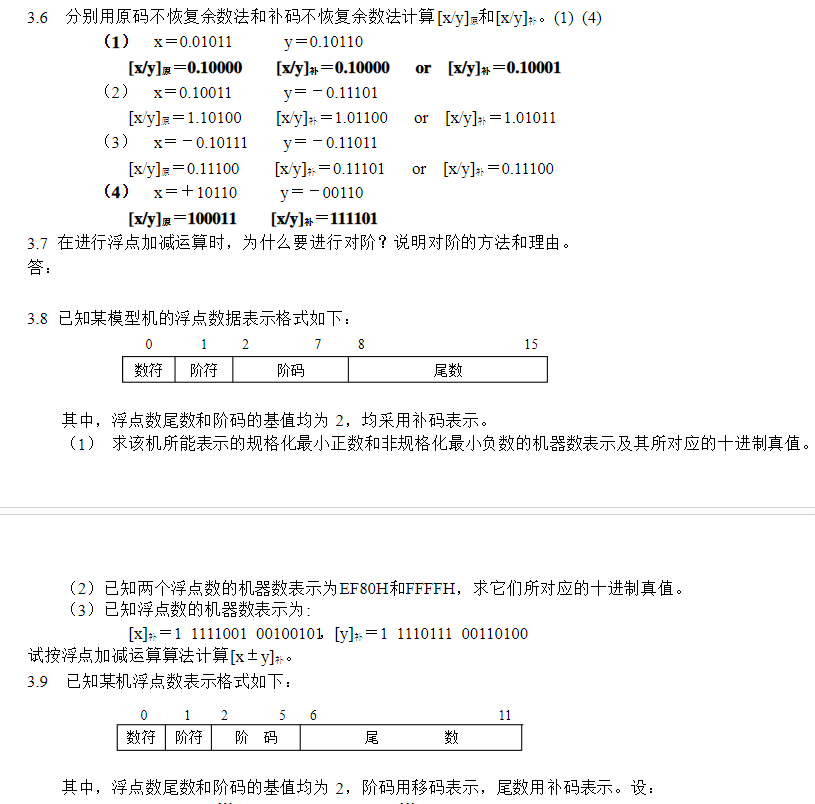 3.6 分别用原码不恢复余数法和补码不恢复余数法计算[x/y]原和[x/y]补。(1) (4)
（1） x＝0.01011 y＝0.10110
[x/y]原＝0.10000 [x/y]补＝0.10000 or [x/y]补＝0.10001
（2） x＝0.10011 y＝－0.11101
[x/y]原＝1.10100 [x/y]补＝1.01100 or [x/y]补＝1.01011
（3） x＝－0.10111 y＝－0.11011
[x/y]原＝0.11100 [x/y]补＝0.11101 or [x/y]补＝0.11100
（4） x＝＋10110 y＝－00110
[x/y]原＝100011 [x/y]补＝111101
3.7 在进行浮点加减运算时，为什么要进行对阶？说明对阶的方法和理由。
答：
3.8 已知某模型机的浮点数据表示格式如下：
0 1 2 7 8 15
数符 阶符 阶码 尾数
其中，浮点数尾数和阶码的基值均为 2，均采用补码表示。
（1） 求该机所能表示的规格化最小正数和非规格化最小负数的机器数表示及其所对应的十进制真值。
（2）已知两个浮点数的机器数表示为EF80H和FFFFH，求它们所对应的十进制真值。
（3）已知浮点数的机器数表示为:
[x]补＝1 1111001 00100101，[y]补＝1 1110111 00110100
试按浮点加减运算算法计算[x±y]补。
3.9 已知某机浮点数表示格式如下：
0 1 2 5 6 11
数符 阶符 阶 码 尾 数
其中，浮点数尾数和阶码的基值均为 2，阶码用移码表示，尾数用补码表示。设：